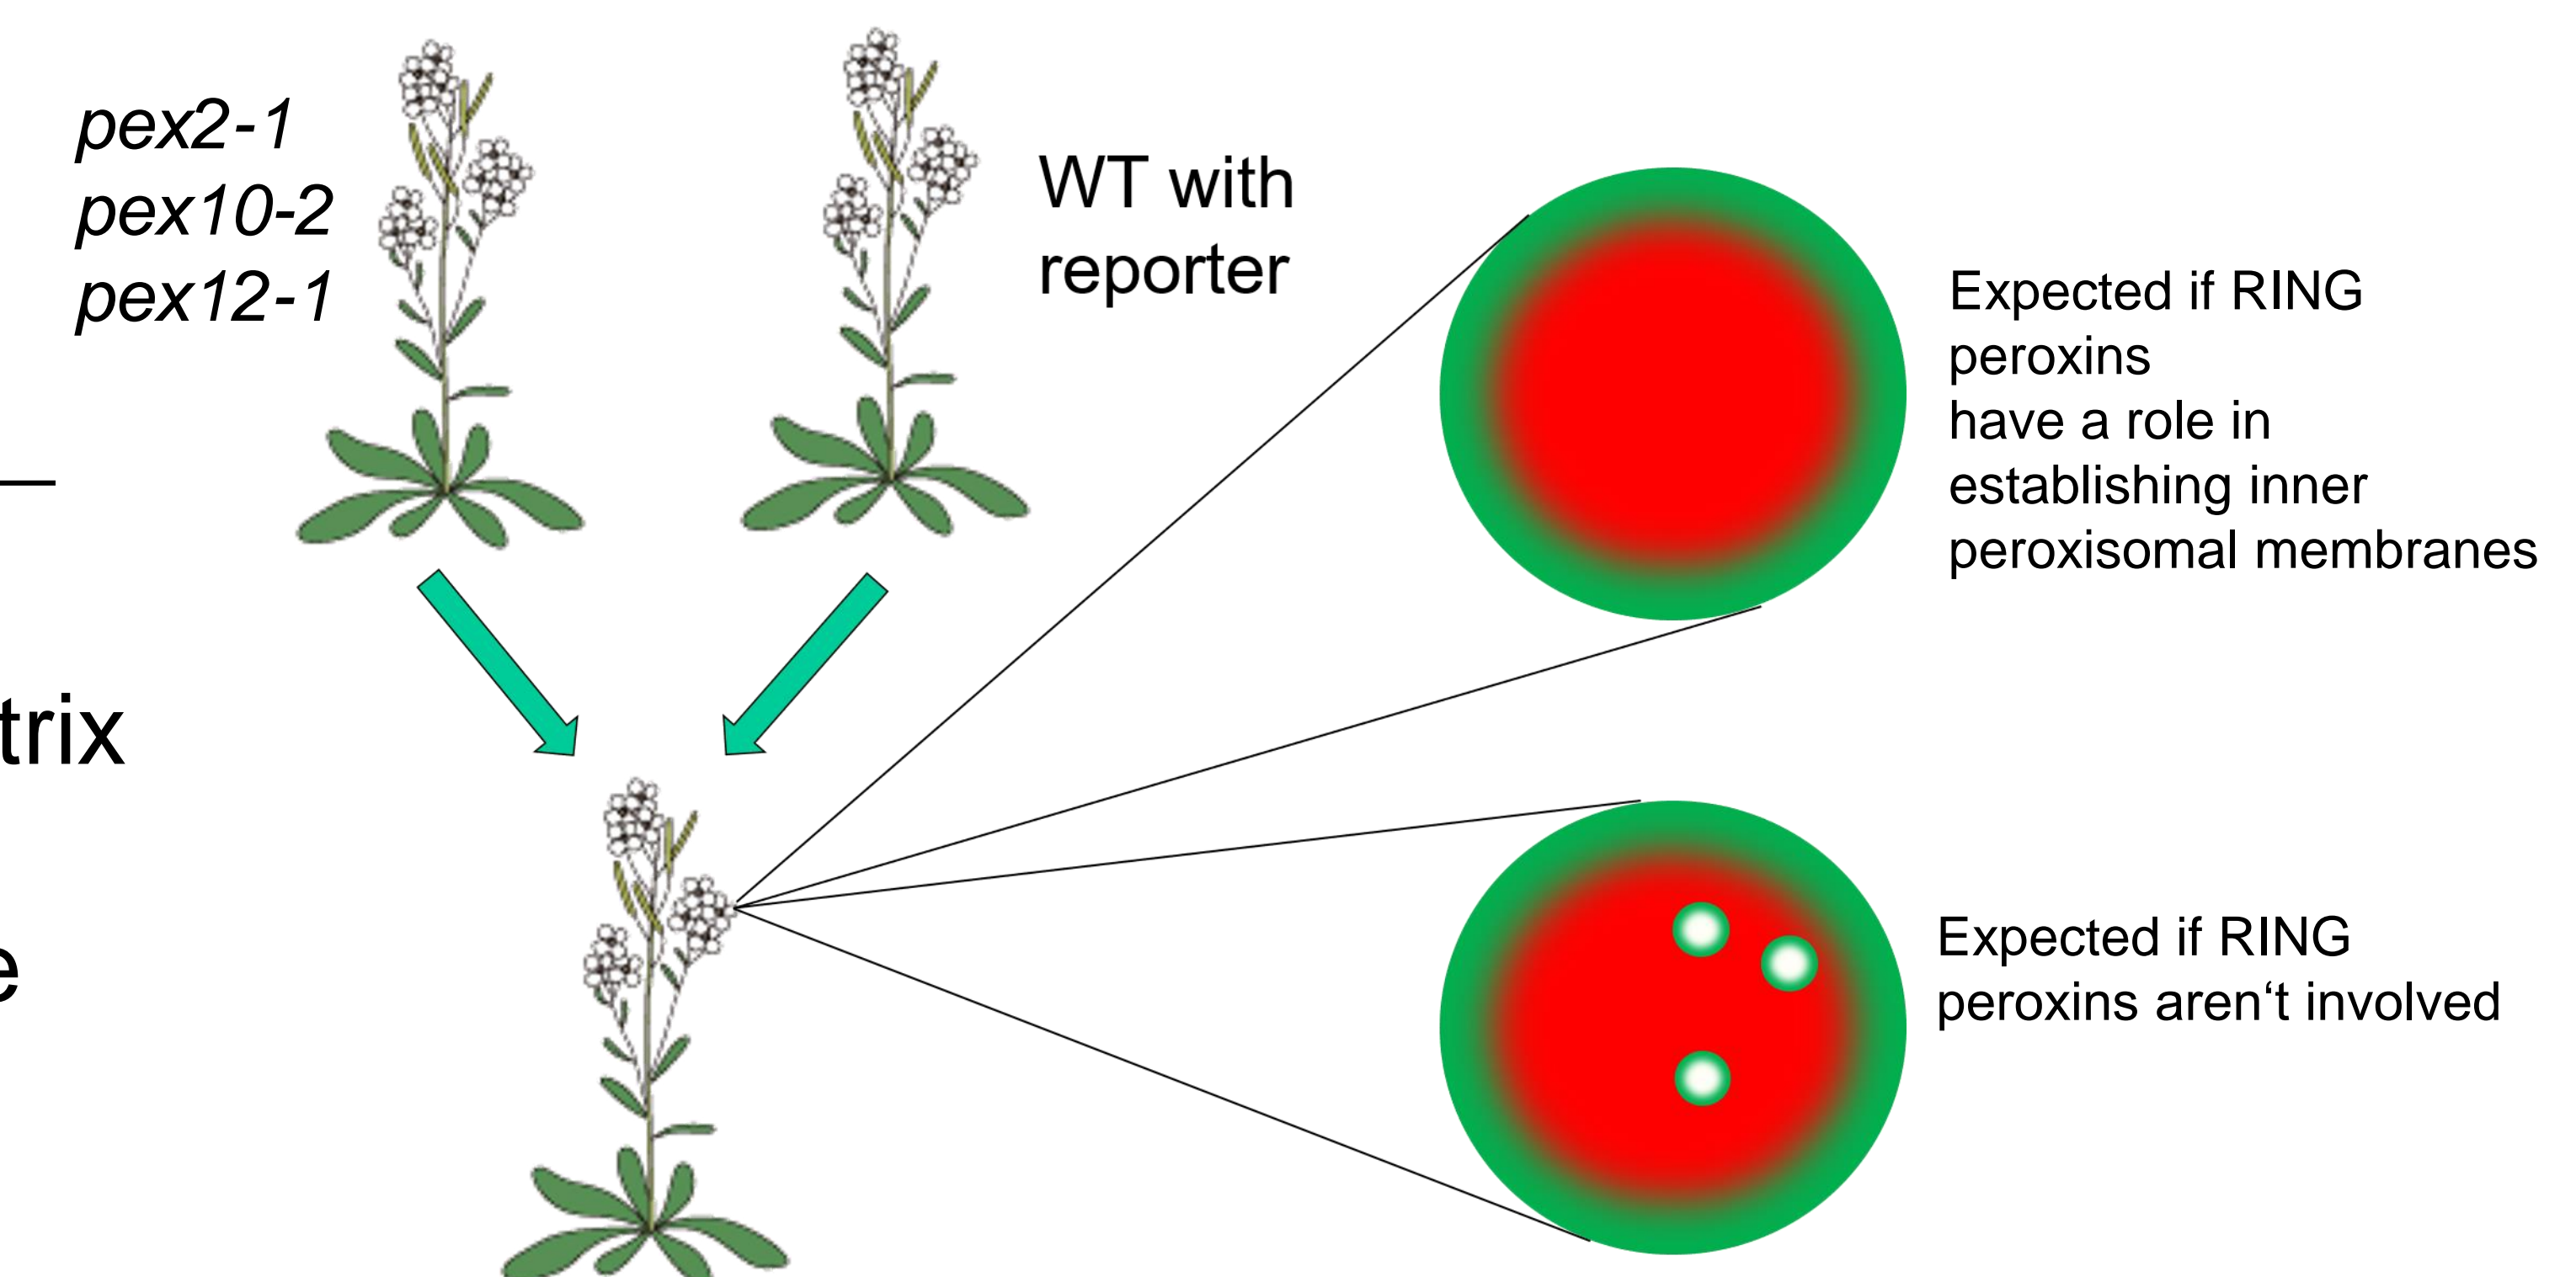 pex2-1
pex10-2
pex12-1
WT with
reporter
Expected if RING
peroxins
have a role in
establishing inner
peroxisomal membranes
trix
e
Expected if RING
peroxins aren‘t involved